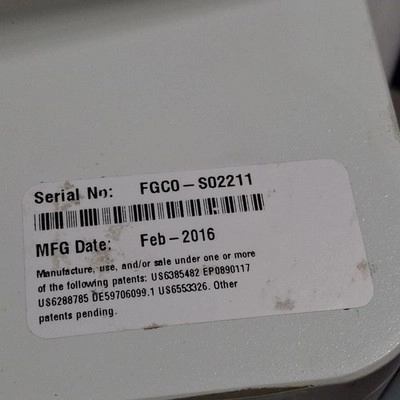 Serial No: FGC0-S02211
MFG Date: Feb-2016
Manufacture, use, and/or sale under one or more
of the following patents: US6385482 EP0890117
US6288785 DE59706099.1 US6553326. Other
patents pending.